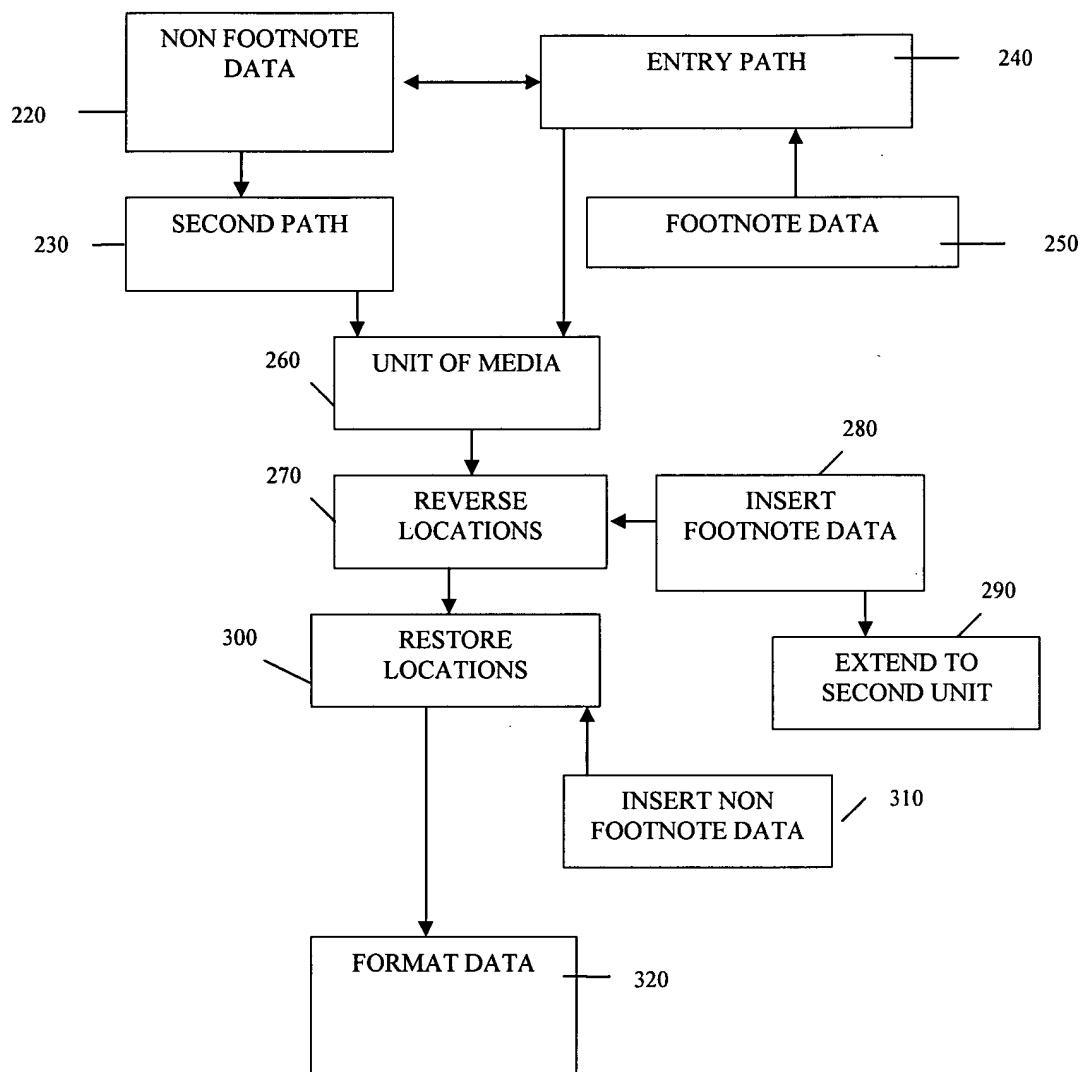 NON FOOTNOTE
DATA
220
ENTRY PATH
240
SECOND PATH
230
FOOTNOTE DATA
250
UNIT OF MEDIA
260
REVERSE
LOCATIONS
270
INSERT
FOOTNOTE DATA
280
RESTORE
LOCATIONS
300
EXTEND TO
SECOND UNIT
290
INSERT NON
FOOTNOTE DATA
310
FORMAT DATA
320